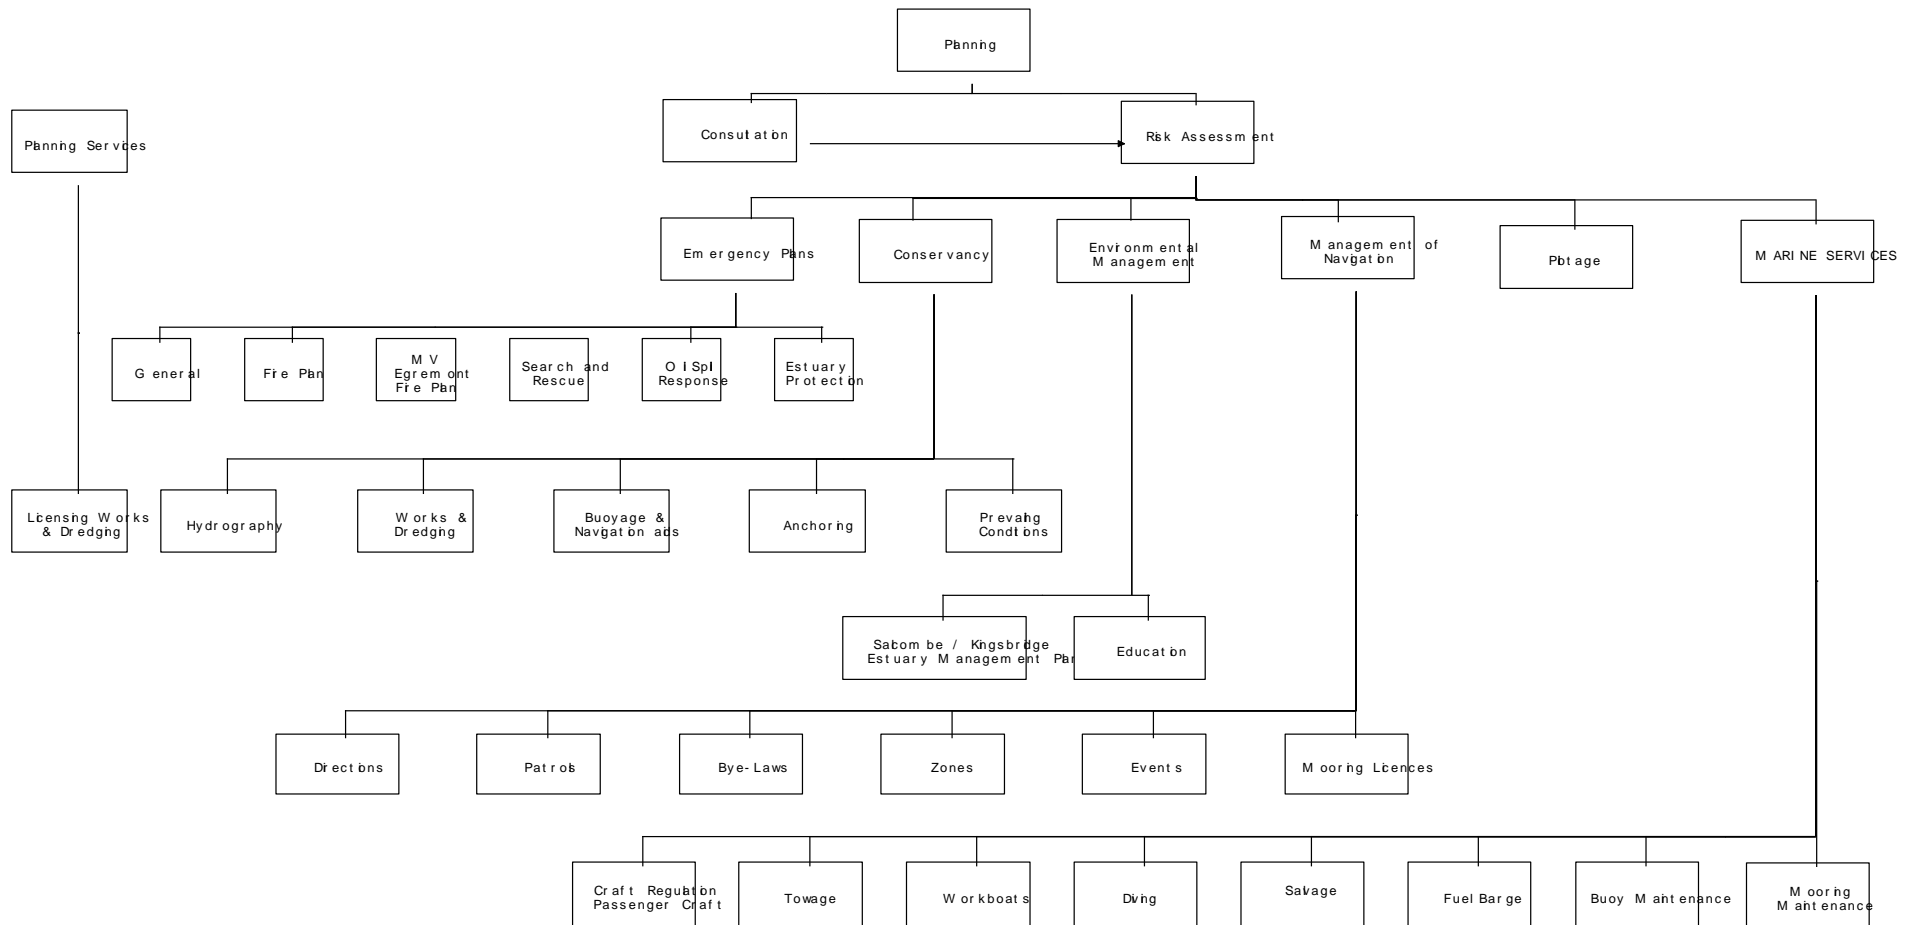 Planning
Consultation
Risk Assessment
Planning Services
Emergency Plans
Conservancy
Environmental
Management
Management of
Navigation
Pilotage
MARINE SERVICES
General
Fire Plan
MV
Egremont
Fire Plan
Search and
Rescue
Oil Spill
Response
Estuary
Protection
Licensing Works
& Dredging
Hydrography
Works &
Dredging
Buoyage &
Navigation aids
Anchoring
Prevailing
Conditions
Salcombe / Kingsbridge
Estuary Management Plan
Education
Directions
Patrols
Bye-Laws
Zones
Events
Mooring Licences
Craft Regulation
Passenger Craft
Towage
Workboats
Diving
Salvage
Fuel Barge
Buoy Maintenance
Mooring
Maintenance